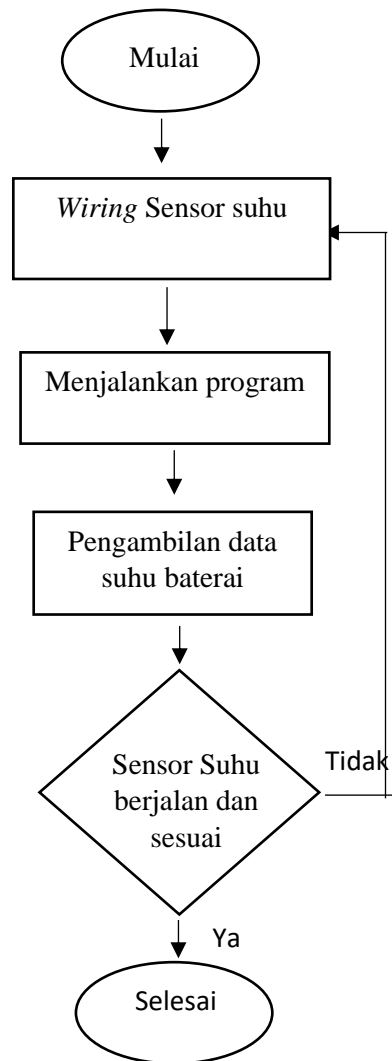 Mulai
Wiring Sensor suhu
Menjalankan program
Pengambilan data
suhu baterai
Sensor Suhu
berjalan dan
sesuai
Tidak
Ya
Selesai